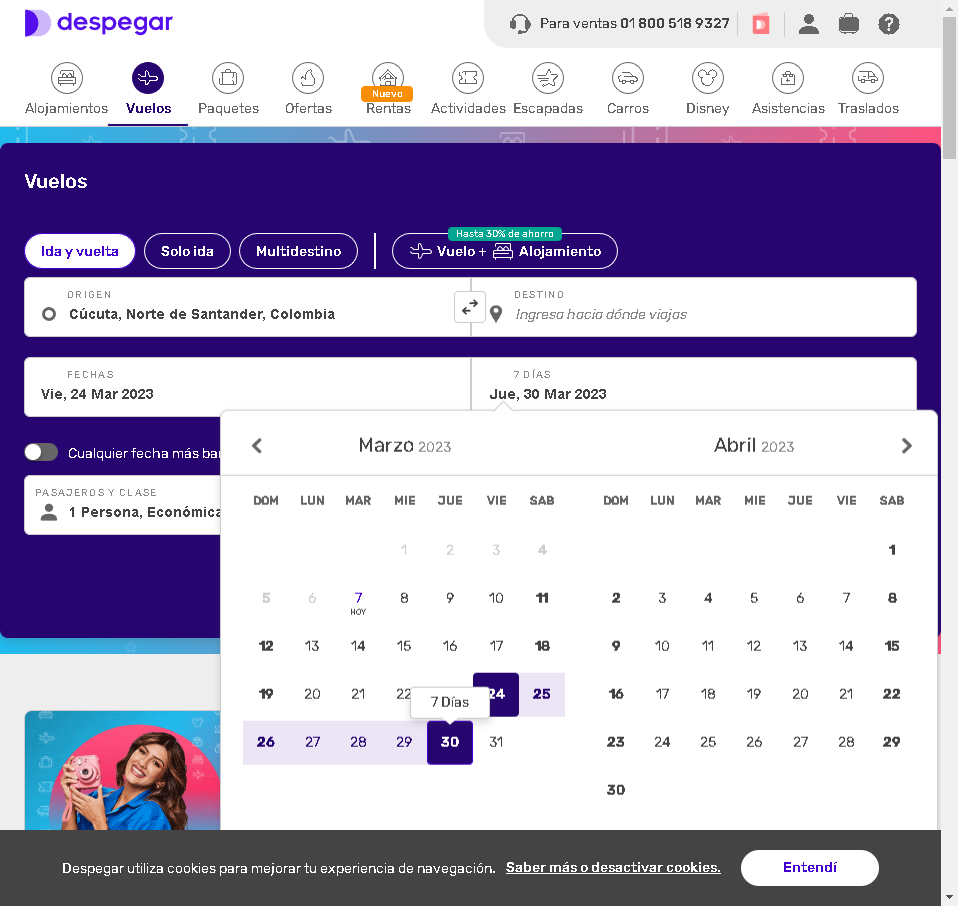 despegar
Para ventas 01 800 518 9327
Alojamientos
Vuelos
Paquetes
Ofertas
Nuevo
Rentas
Actividades
Escapadas
Carros
Disney
Asistencias
Traslados
Vuelos
Hasta 30% de ahorro
Ida y vuelta
Solo ida
Multidestino
Vuelo + Alojamiento
ORIGEN
Cúcuta, Norte de Santander, Colombia
DESTINO
Ingresa hacia dónde viajas
FECHAS
Vie, 24 Mar 2023
7 DÍAS
Jue, 30 Mar 2023
Cualquier fecha más bar
PASAJEROS Y CLASE
1 Persona, Económica
Marzo 2023
DOM LUN MAR MIE JUE VIE SAB
1 2 3 4
5 6 7 8 9 10 11
HOY
12 13 14 15 16 17 18
19 20 21 22 24 25
7 Días
26 27 28 29 30 31
Abril 2023
DOM LUN MAR MIE JUE VIE SAB
1
2 3 4 5 6 7 8
9 10 11 12 13 14 15
16 17 18 19 20 21 22
23 24 25 26 27 28 29
30
Despegar utiliza cookies para mejorar tu experiencia de navegación. Saber más o desactivar cookies.
Entendí